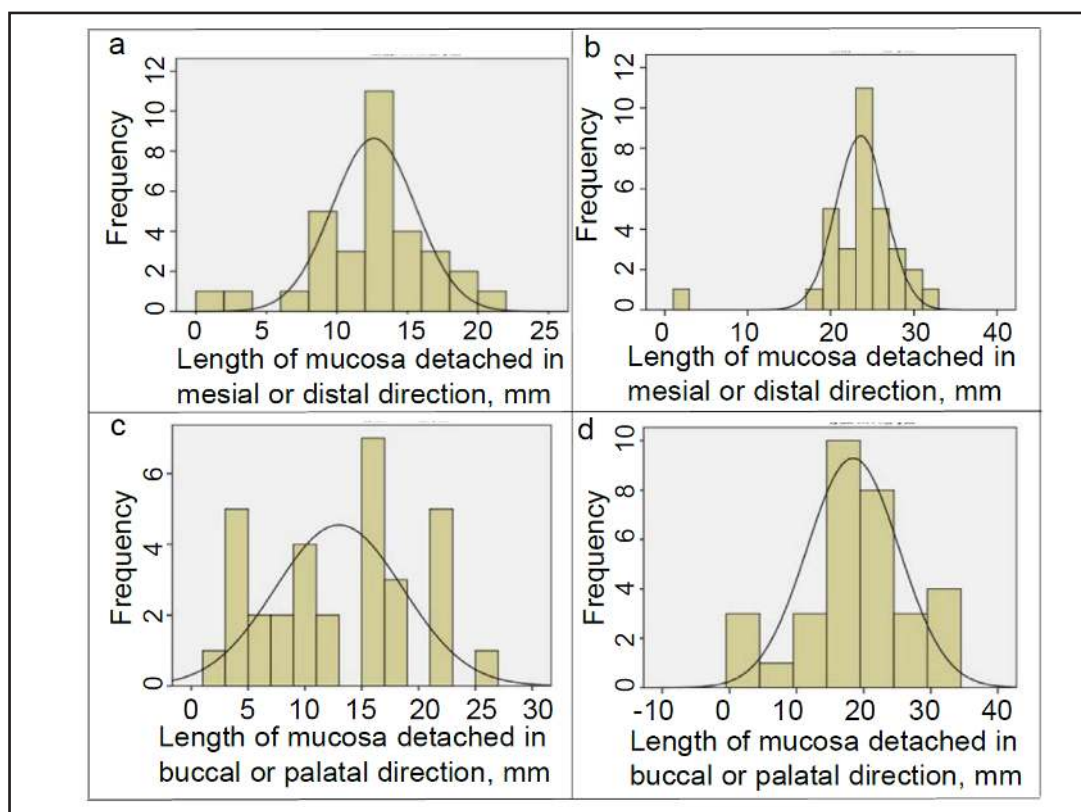 a
12
10
8
6
4
2
0
Frequency
0 5 10 15 20 25
Length of mucosa detached in
mesial or distal direction, mm
b
12
10
8
6
4
2
0
Frequency
0 10 20 30 40
Length of mucosa detached in
mesial or distal direction, mm
c
6
4
2
0
Frequency
0 5 10 15 20 25 30
Length of mucosa detached in
buccal or palatal direction, mm
d
10
8
6
4
2
0
Frequency
-10 0 10 20 30 40
Length of mucosa detached in
buccal or palatal direction, mm